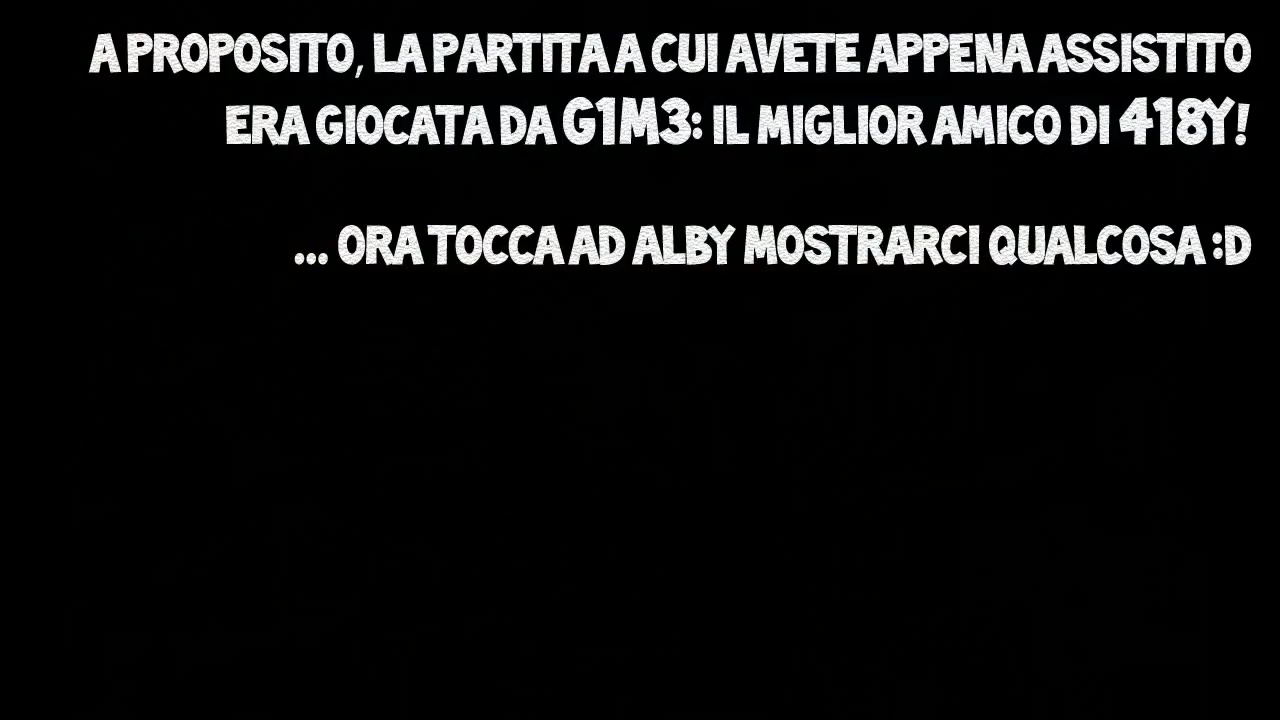 A PROPOSITO, LA PARTITA A CUI AVETE APPENA ASSISTITO
ERA GIOCATA DA G1M3: IL MIGLIOR AMICO DI 418Y!
... ORA TOCCA AD ALBY MOSTRARCI QUALCOSA :D